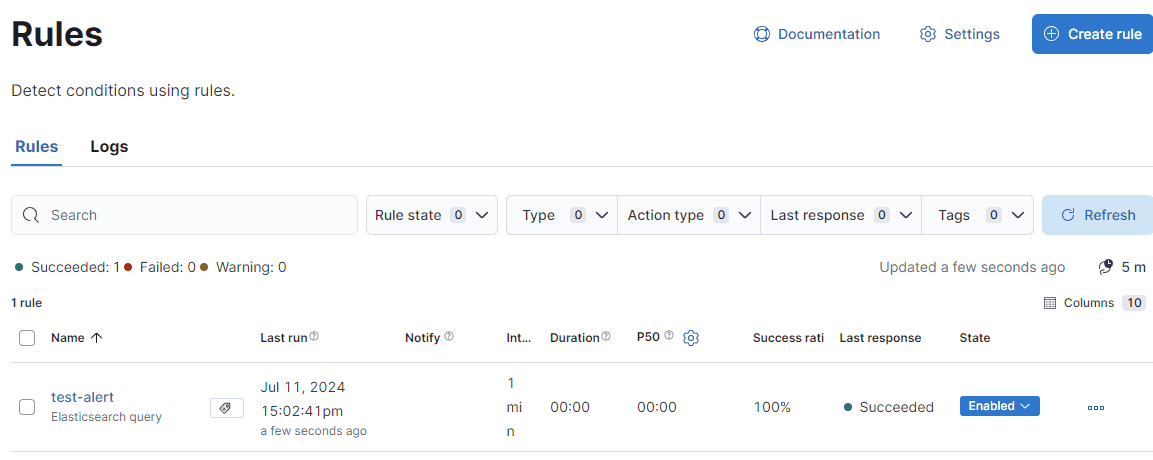 Rules
Documentation
Settings
Create rule
Detect conditions using rules.
Rules
Logs
Search
Rule state 0
Type 0
Action type 0
Last response 0
Tags 0
Refresh
Succeeded: 1 Failed: 0 Warning: 0
Updated a few seconds ago
5 m
1 rule
Columns 10
Name Last run Notify Int... Duration P50 Success rati Last response State
test-alert
Elasticsearch query
Jul 11, 2024
15:02:41pm
a few seconds ago
1
mi
n
00:00
00:00
100%
Succeeded
Enabled